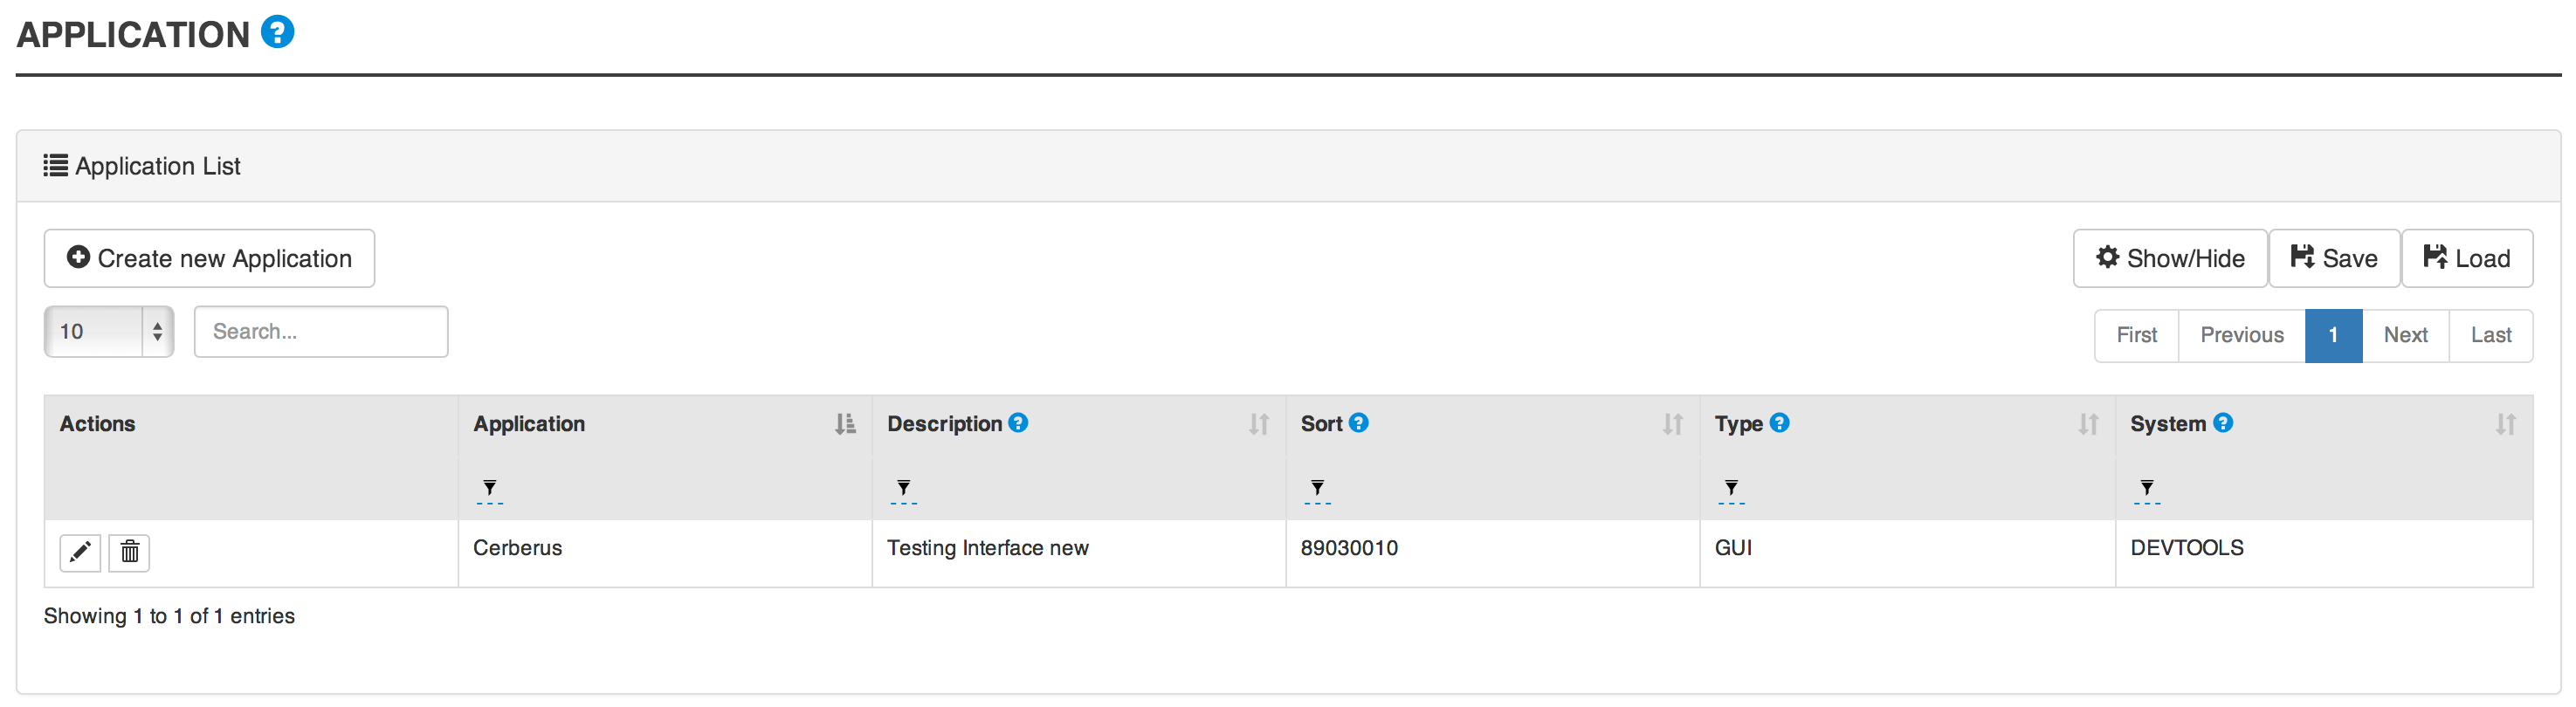 APPLICATION ?
Application List
Create new Application
Show/Hide Save Load
10 Search...
First Previous 1 Next Last
Actions Application Description ? Sort ? Type ? System ?
Cerberus Testing Interface new 89030010 GUI DEVTOOLS
Showing 1 to 1 of 1 entries